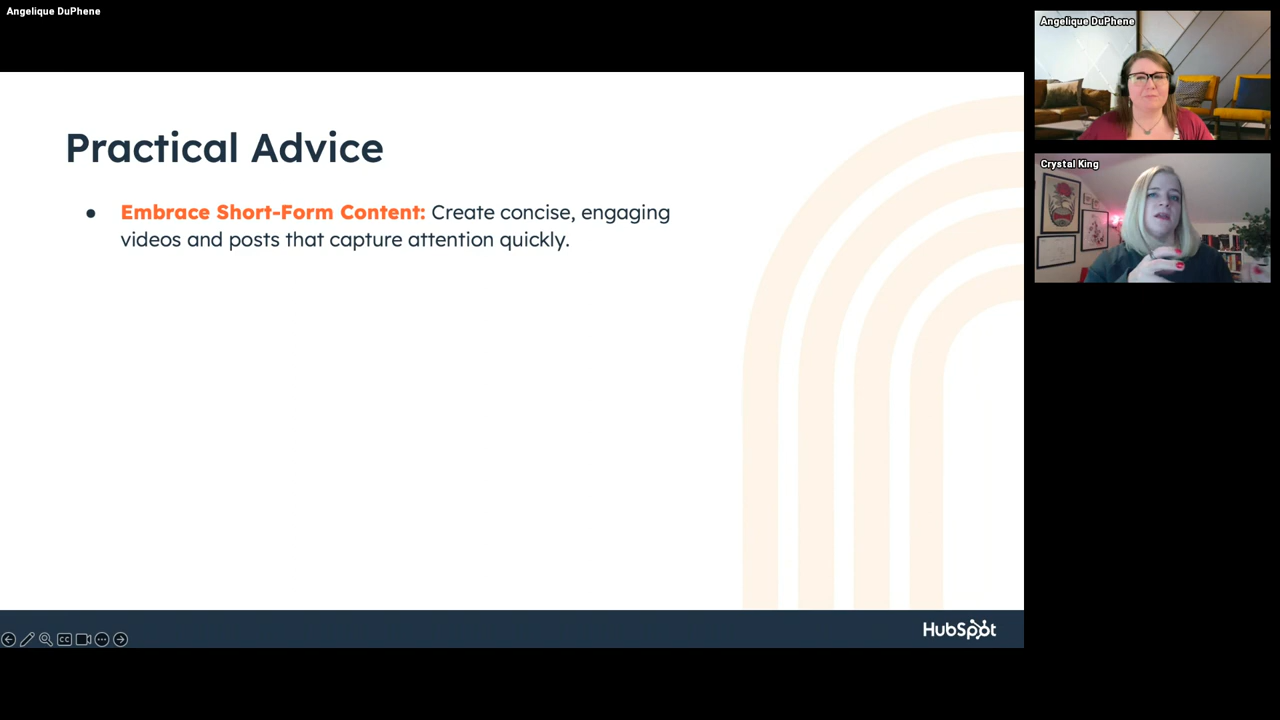 Angelique DuPhene
Angelique DuPhene
Crystal King
Practical Advice
● Embrace Short-Form Content: Create concise, engaging
videos and posts that capture attention quickly.
CC
HubSpot